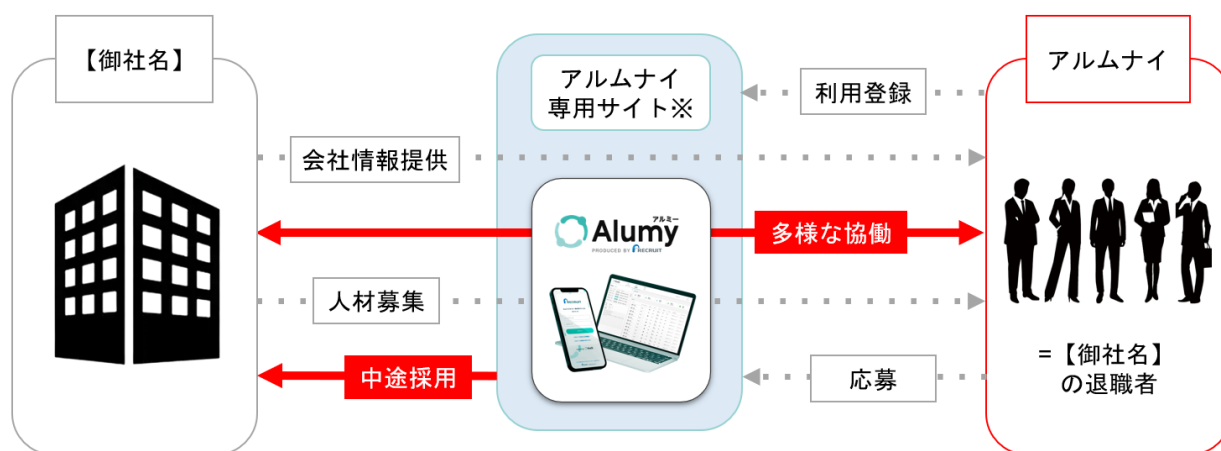 【御社名】
アルムナイ
専用サイト※
アルムナイ
利用登録
会社情報提供
アルミー
Alumy
PRODUCED BY RECRUIT
多様な協働
人材募集
中途採用
応募
=【御社名】
の退職者